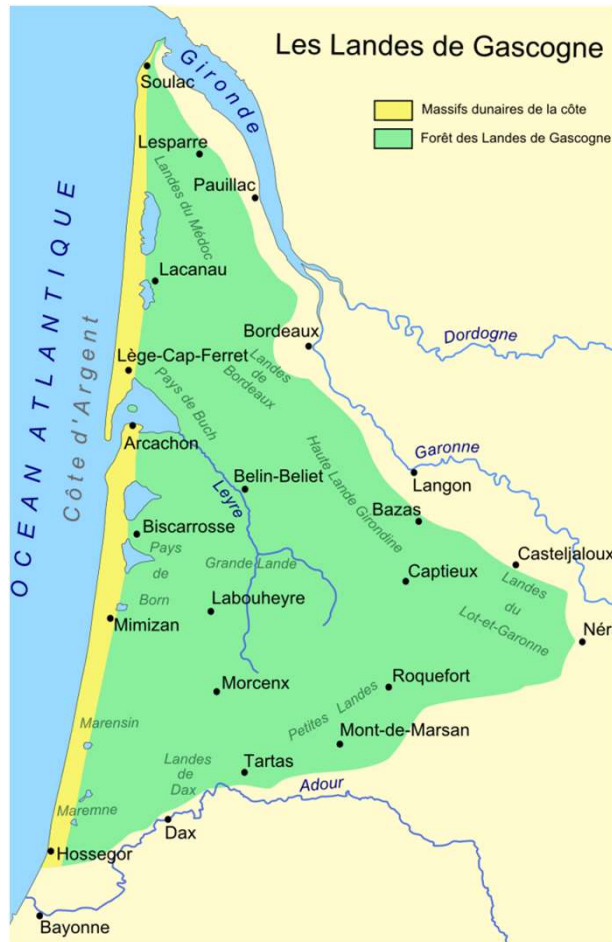 Les Landes de Gascogne
Massifs dunaires de la côte
Forêt des Landes de Gascogne
Gironde
Soulac
Lesparre
Pauillac
Landes du Médoc
OCEAN ATLANTIQUE
Côte d'Argent
Lacanau
Dordogne
Bordeaux
Lège-Cap-Ferret
Landes
de
Bordeaux
Pays de Buch
Arcachon
Garonne
Haute Lande Girondine
Langon
Belin-Beliet
Leyre
Bazas
Biscarrosse
Pays
de
Born
Grande Lande
Casteljaloux
Captieux
Landes
du
Lot-et-Garonne
Labouheyre
Mimizan
Nér
Roquefort
Morcenx
Petites Landes
Marensin
Mont-de-Marsan
Landes
de
Dax
Tartas
Adour
Maremne
Dax
Hossegor
Bayonne